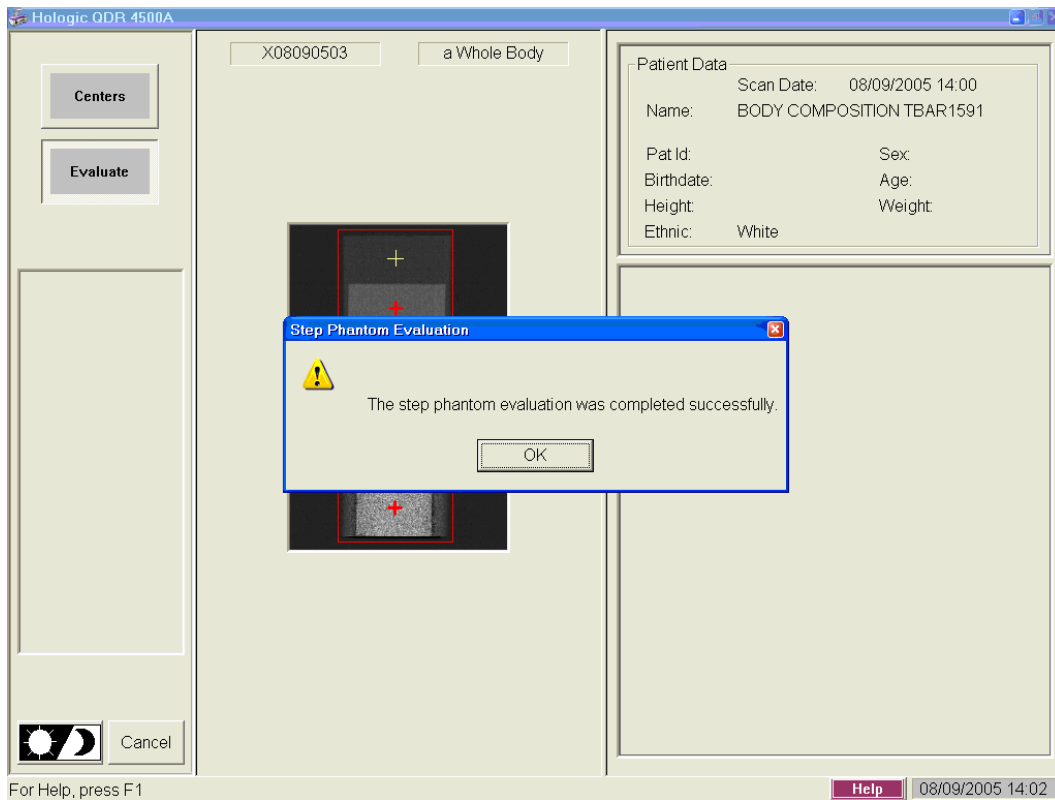 Hologic QDR 4500A
Centers
Evaluate
X08090503 a Whole Body
Patient Data
Scan Date: 08/09/2005 14:00
Name: BODY COMPOSITION TBAR1591
Pat Id: Sex:
Birthdate: Age:
Height: Weight:
Ethnic: White
Step Phantom Evaluation
The step phantom evaluation was completed successfully.
OK
Cancel
For Help, press F1 Help 08/09/2005 14:02